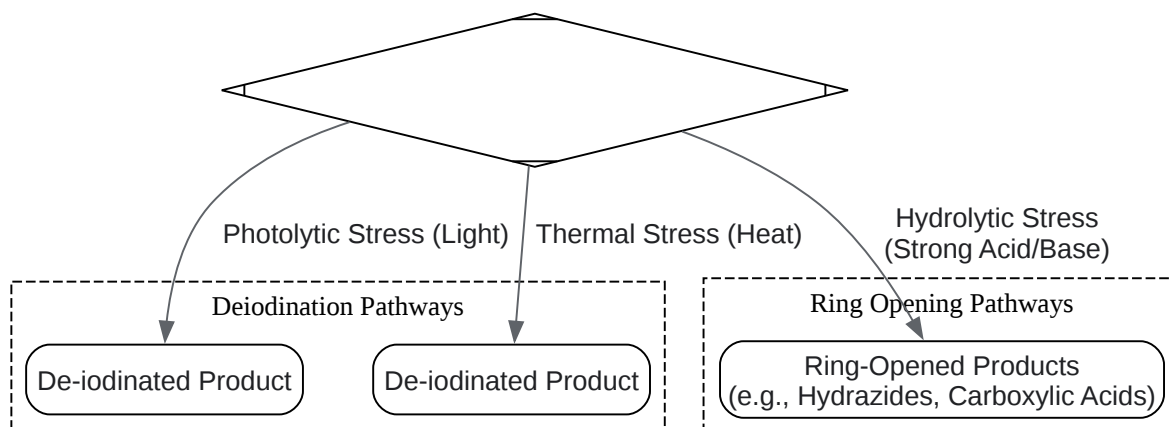 Photolytic Stress (Light)
Thermal Stress (Heat)
Hydrolytic Stress
(Strong Acid/Base)
Deiodination Pathways
Ring Opening Pathways
De-iodinated Product
De-iodinated Product
Ring-Opened Products
(e.g., Hydrazides, Carboxylic Acids)